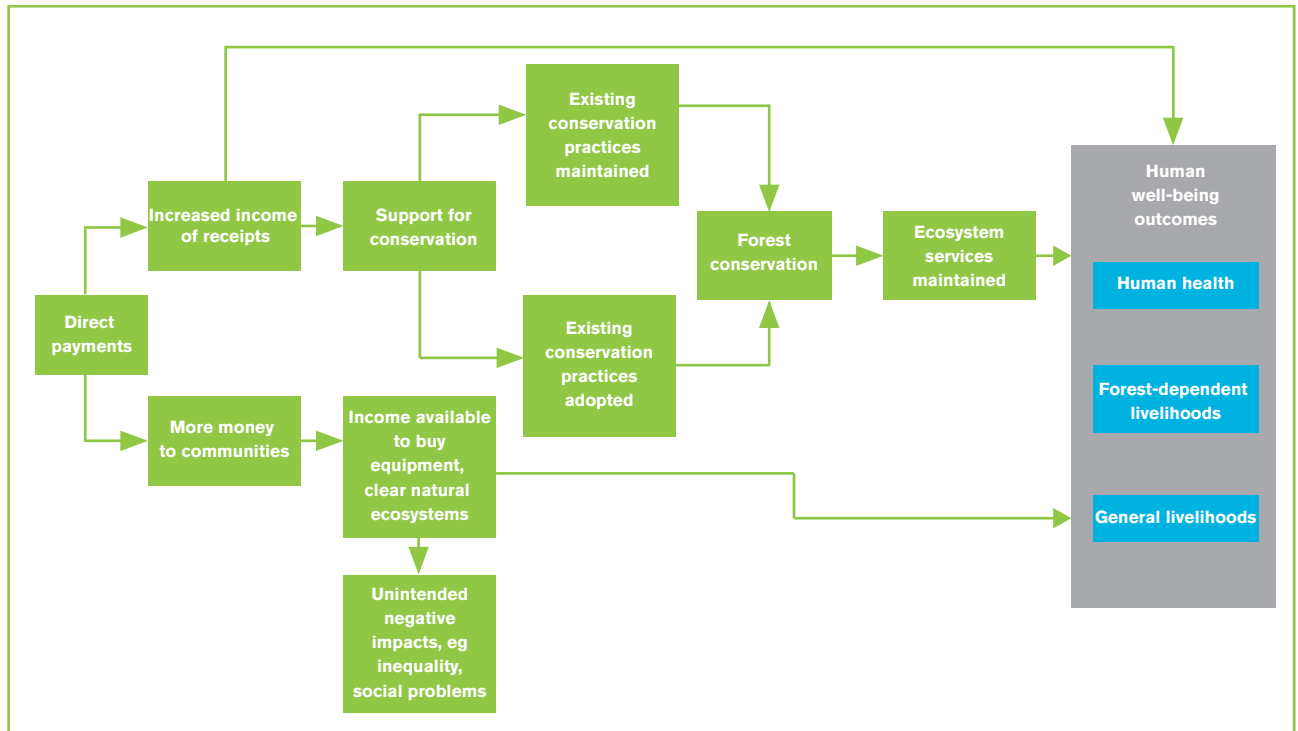 Direct
payments
Increased income
of receipts
More money
to communities
Support for
conservation
Income available
to buy
equipment,
clear natural
ecosystems
Unintended
negative
impacts, eg
inequality,
social problems
Existing
conservation
practices
maintained
Existing
conservation
practices
adopted
Forest
conservation
Ecosystem
services
maintained
Human
well-being
outcomes
Human health
Forest-dependent
livelihoods
General livelihoods